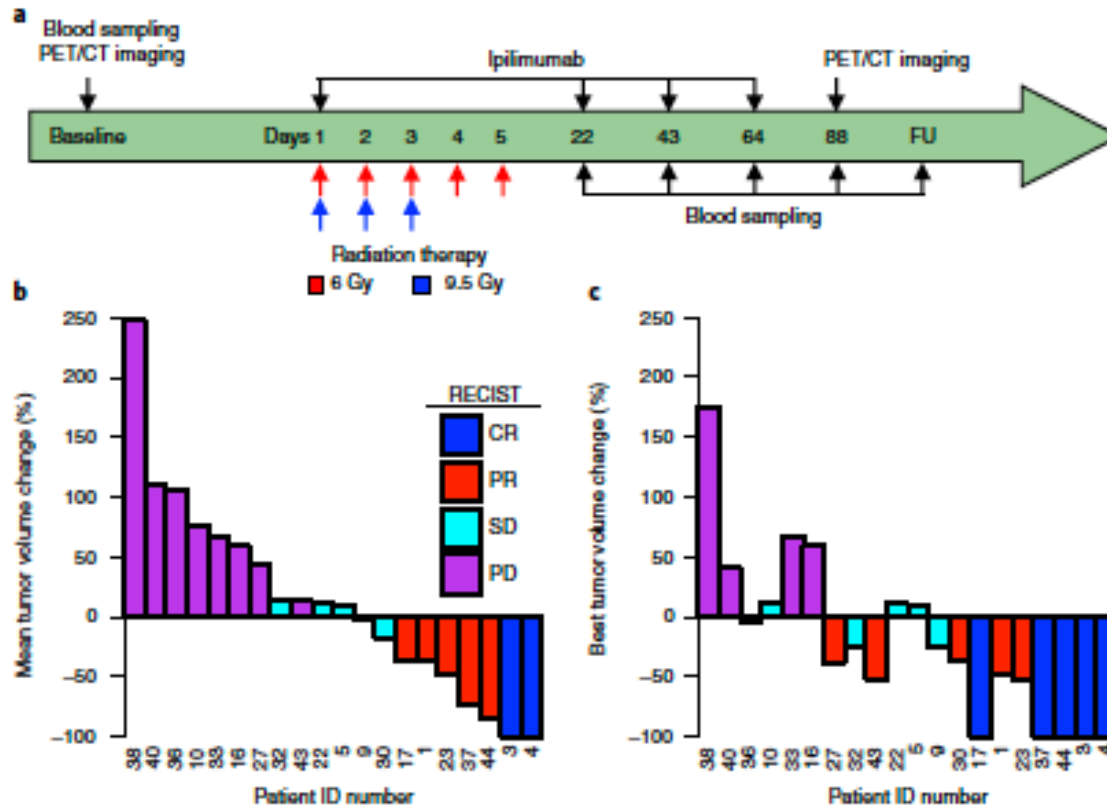 a
Blood sampling
PET/CT imaging
Ipilimumab
PET/CT imaging
Baseline
Days 1 2 3 4 5 22 43 64 88 FU
Blood sampling
Radiation therapy
6 Gy 9.5 Gy
b
Mean tumor volume change (%)
250
200
150
100
50
0
−50
−100
RECIST
CR
PR
SD
PD
38 40 36 10 33 16 27 32 43 22 5 9 30 17 1 23 37 44 3 4
Patient ID number
c
Best tumor volume change (%)
250
200
150
100
50
0
−50
−100
38 40 36 10 33 16 27 32 43 22 5 9 30 17 1 23 37 44 3 4
Patient ID number